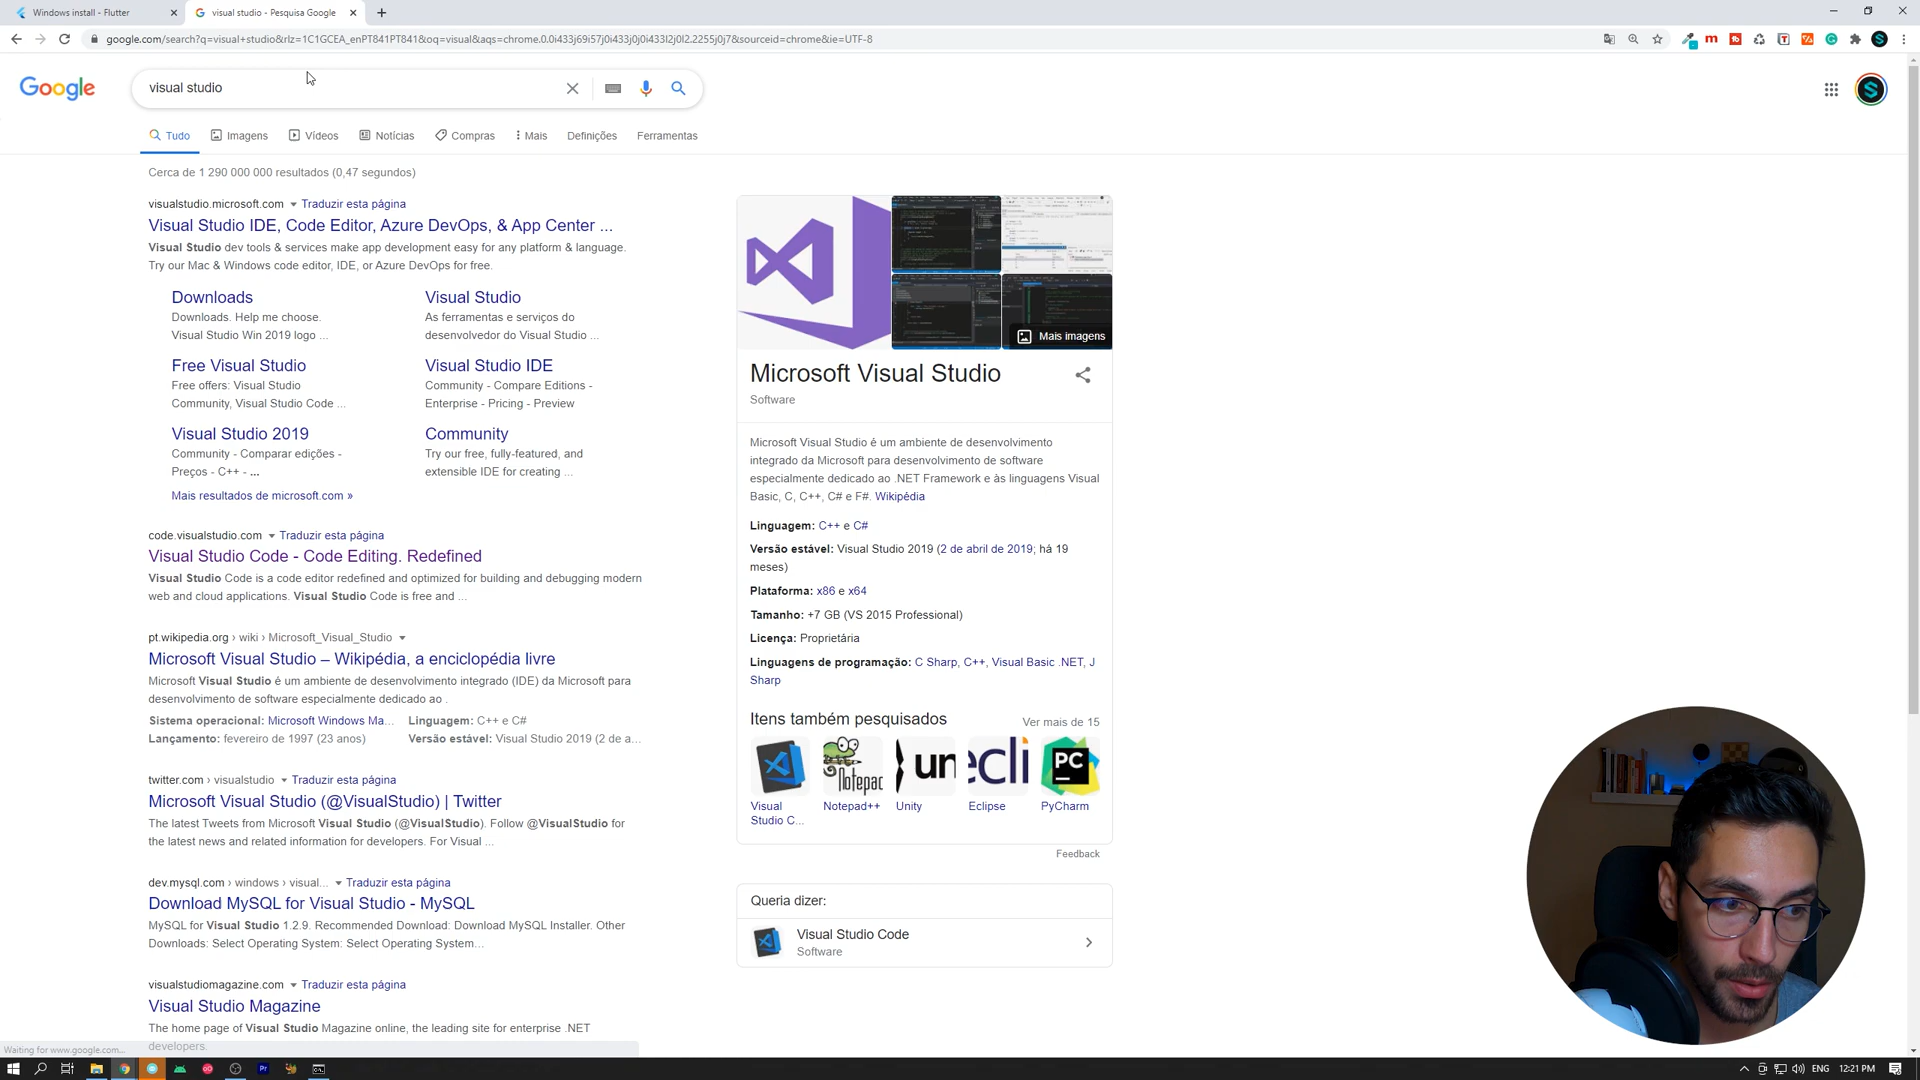 Windows install - Flutter
visual studio - Pesquisa Google
google.com/search?q=visual+studio&rlz=1C1GCEA_enPT841PT841&oq=visual&aqs=chrome.0.0i433j69i57j0i433j0j0i433l2j0l2.2255j0j7&sourceid=chrome&ie=UTF-8
Google
visual studio
Tudo Imagens Vídeos Notícias Compras Mais Definições Ferramentas
Cerca de 1 290 000 000 resultados (0,47 segundos)
visualstudio.microsoft.com Traduzir esta página
Visual Studio IDE, Code Editor, Azure DevOps, & App Center ...
Visual Studio dev tools & services make app development easy for any platform & language.
Try our Mac & Windows code editor, IDE, or Azure DevOps for free.
Downloads
Downloads. Help me choose.
Visual Studio Win 2019 logo ...
Visual Studio
As ferramentas e serviços do
desenvolvedor do Visual Studio ...
Free Visual Studio
Free offers: Visual Studio
Community, Visual Studio Code ...
Visual Studio IDE
Community - Compare Editions -
Enterprise - Pricing - Preview
Visual Studio 2019
Community - Comparar edições -
Preços - C++ - ...
Community
Try our free, fully-featured, and
extensible IDE for creating ...
Mais resultados de microsoft.com »
code.visualstudio.com Traduzir esta página
Visual Studio Code - Code Editing. Redefined
Visual Studio Code is a code editor redefined and optimized for building and debugging modern
web and cloud applications. Visual Studio Code is free and ...
pt.wikipedia.org › wiki › Microsoft_Visual_Studio
Microsoft Visual Studio – Wikipédia, a enciclopédia livre
Microsoft Visual Studio é um ambiente de desenvolvimento integrado (IDE) da Microsoft para
desenvolvimento de software especialmente dedicado ao .
Sistema operacional: Microsoft Windows Ma... Linguagem: C++ e C#
Lançamento: fevereiro de 1997 (23 anos) Versão estável: Visual Studio 2019 (2 de a...
twitter.com › visualstudio Traduzir esta página
Microsoft Visual Studio (@VisualStudio) | Twitter
The latest Tweets from Microsoft Visual Studio (@VisualStudio). Follow @VisualStudio for
the latest news and related information for developers. For Visual ...
dev.mysql.com › windows › visual... Traduzir esta página
Download MySQL for Visual Studio - MySQL
MySQL for Visual Studio 1.2.9. Recommended Download: Download MySQL Installer. Other
Downloads: Select Operating System: Select Operating System...
visualstudiomagazine.com Traduzir esta página
Visual Studio Magazine
The home page of Visual Studio Magazine online, the leading site for enterprise .NET
developers.
Mais imagens
Microsoft Visual Studio
Software
Microsoft Visual Studio é um ambiente de desenvolvimento
integrado da Microsoft para desenvolvimento de software
especialmente dedicado ao .NET Framework e às linguagens Visual
Basic, C, C++, C# e F#. Wikipédia
Linguagem: C++ e C#
Versão estável: Visual Studio 2019 (2 de abril de 2019; há 19
meses)
Plataforma: x86 e x64
Tamanho: +7 GB (VS 2015 Professional)
Licença: Proprietária
Linguagens de programação: C Sharp, C++, Visual Basic .NET, J
Sharp
Itens também pesquisados Ver mais de 15
Notepad
un
ecli
PC
Visual
Studio C...
Notepad++
Unity
Eclipse
PyCharm
Feedback
Queria dizer:
Visual Studio Code
Software
Waiting for www.google.com...
Pr
ENG 12:21 PM